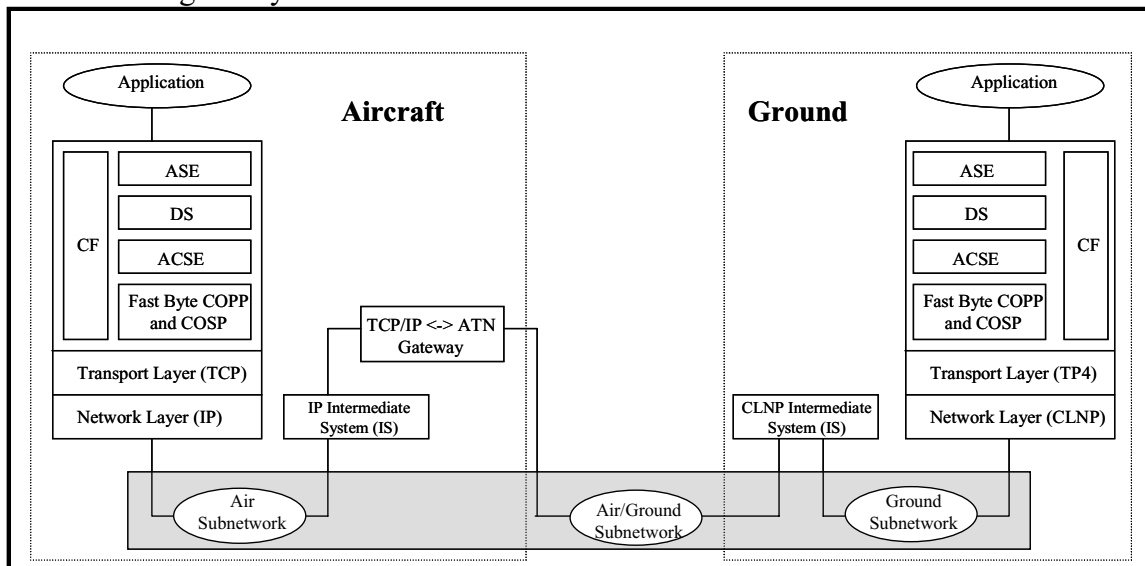 Application
Aircraft
CF
ASE
DS
ACSE
Fast Byte COPP
and COSP
Transport Layer (TCP)
Network Layer (IP)
TCP/IP <-> ATN
Gateway
IP Intermediate
System (IS)
Air
Subnetwork
Air/Ground
Subnetwork
Ground
Application
ASE
DS
ACSE
Fast Byte COPP
and COSP
CF
Transport Layer (TP4)
Network Layer (CLNP)
CLNP Intermediate
System (IS)
Ground
Subnetwork